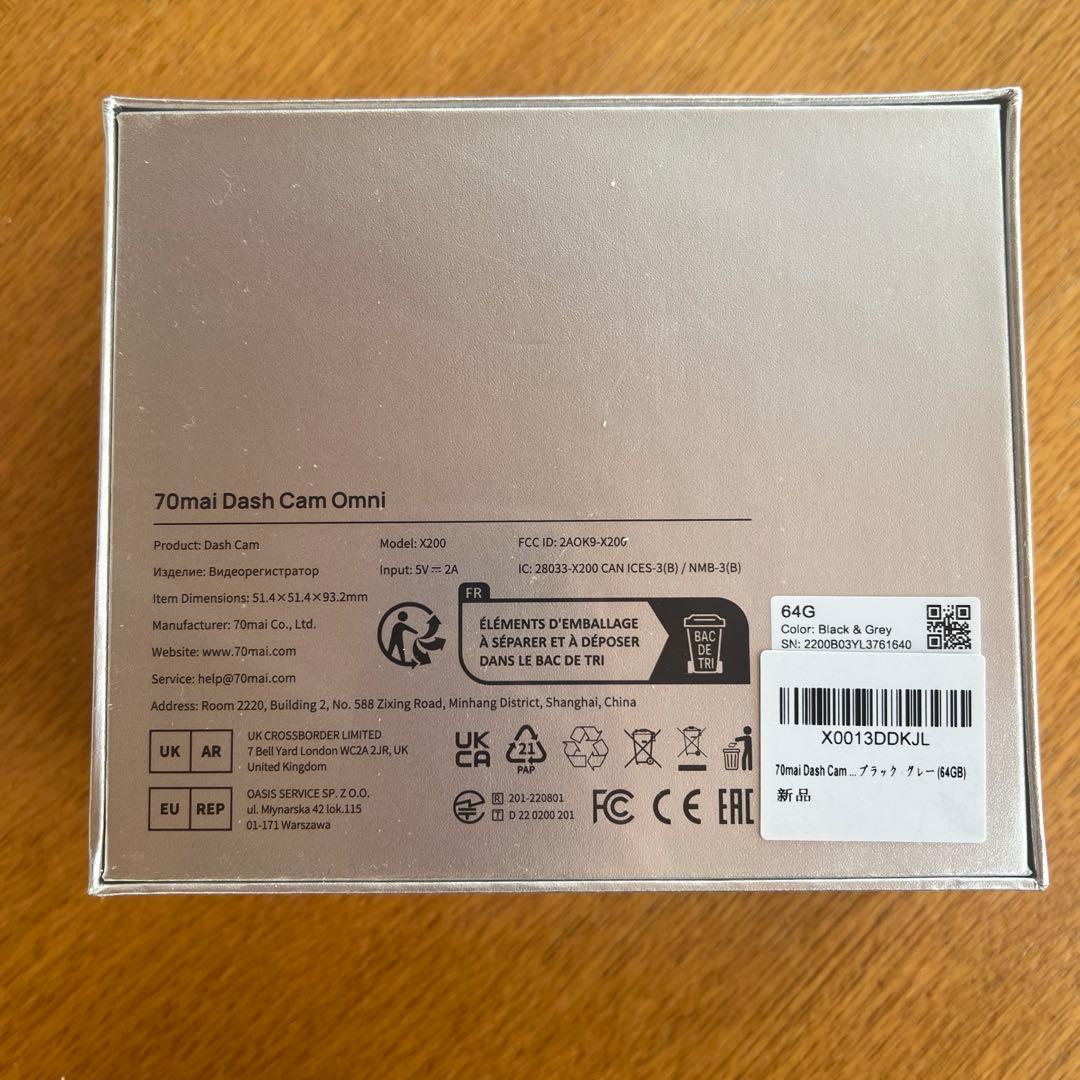 70mai Dash Cam Omni
Product: Dash Cam
Model: X200
FCC ID: 2AOK9-X200
Изделие: Видеорегистратор
Input: 5V⎓2A
IC: 28033-X200 CAN ICES-3(B) / NMB-3(B)
Item Dimensions: 51.4×51.4×93.2mm
Manufacturer: 70mai Co., Ltd.
Website: www.70mai.com
Service: help@70mai.com
FR
ÉLÉMENTS D'EMBALLAGE
À SÉPARER ET À DÉPOSER
DANS LE BAC DE TRI
BAC
DE
TRI
Address: Room 2220, Building 2, No. 588 Zixing Road, Minhang District, Shanghai, China
UK AR
UK CROSSBORDER LIMITED
7 Bell Yard London WC2A 2JR, UK
United Kingdom
EU REP
OASIS SERVICE SP. Z O.O.
ul. Młynarska 42 lok.115
01-171 Warszawa
UK
CA
21
PAP
R 201-220801
T D 22 0200 201
FC CE EAC
64G
Color: Black & Grey
SN: 2200B03YL3761640
X0013DDKJL
70mai Dash Cam ...ブラック グレー(64GB)
新品